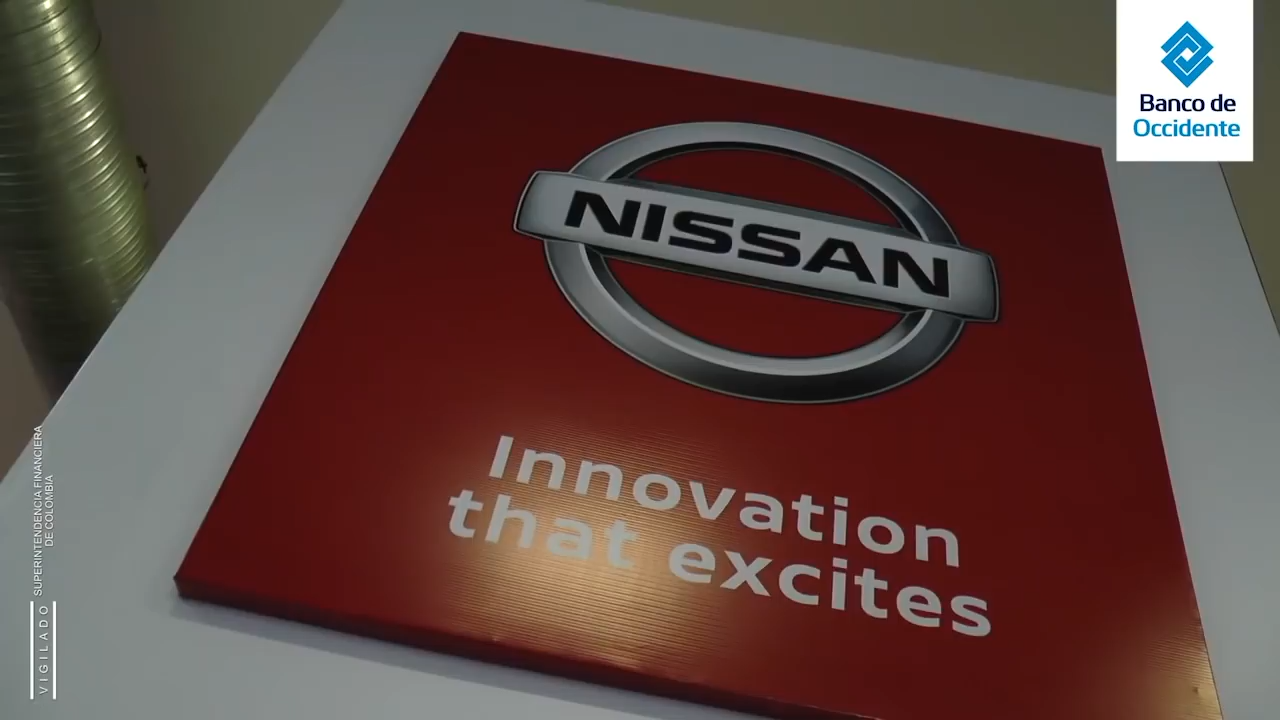 Banco de
Occidente
NISSAN
Innovation
that excites
VIGILADO
SUPERINTENDENCIA FINANCIERA
DE COLOMBIA